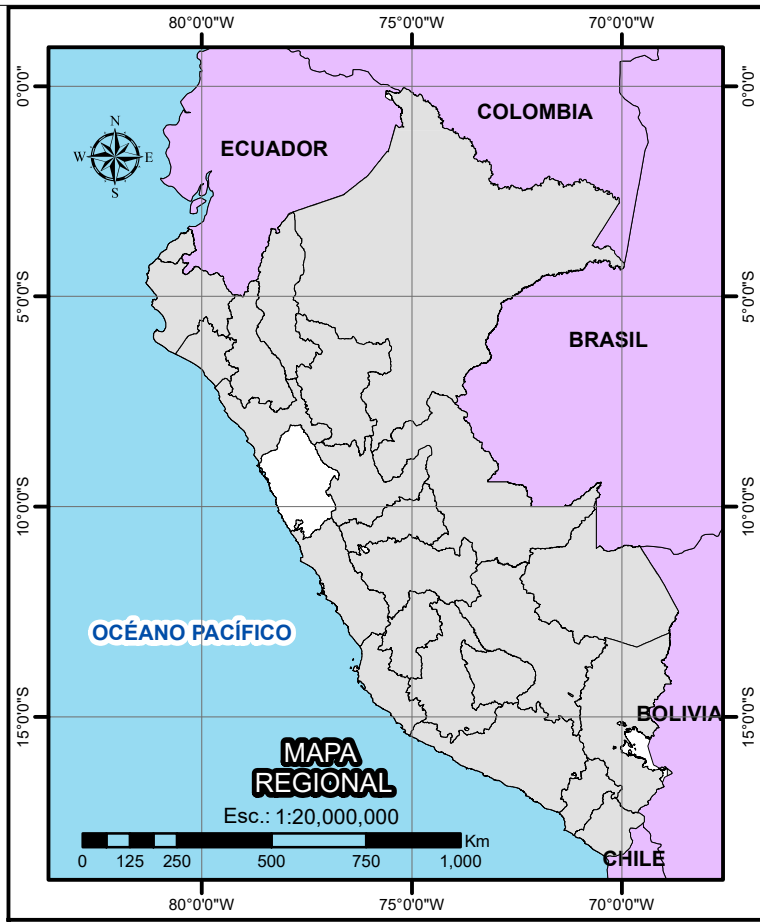 80°0'0"W 75°0'0"W 70°0'0"W
0°0'0" 0°0'0"
COLOMBIA
ECUADOR
N
W E
S
5°0'0"S 5°0'0"S
BRASIL
10°0'0"S 10°0'0"S
OCÉANO PACÍFICO
15°0'0"S 15°0'0"S
BOLIVIA
MAPA
REGIONAL
Esc.: 1:20,000,000
Km
0 125 250 500 750 1,000
CHILE
80°0'0"W 75°0'0"W 70°0'0"W